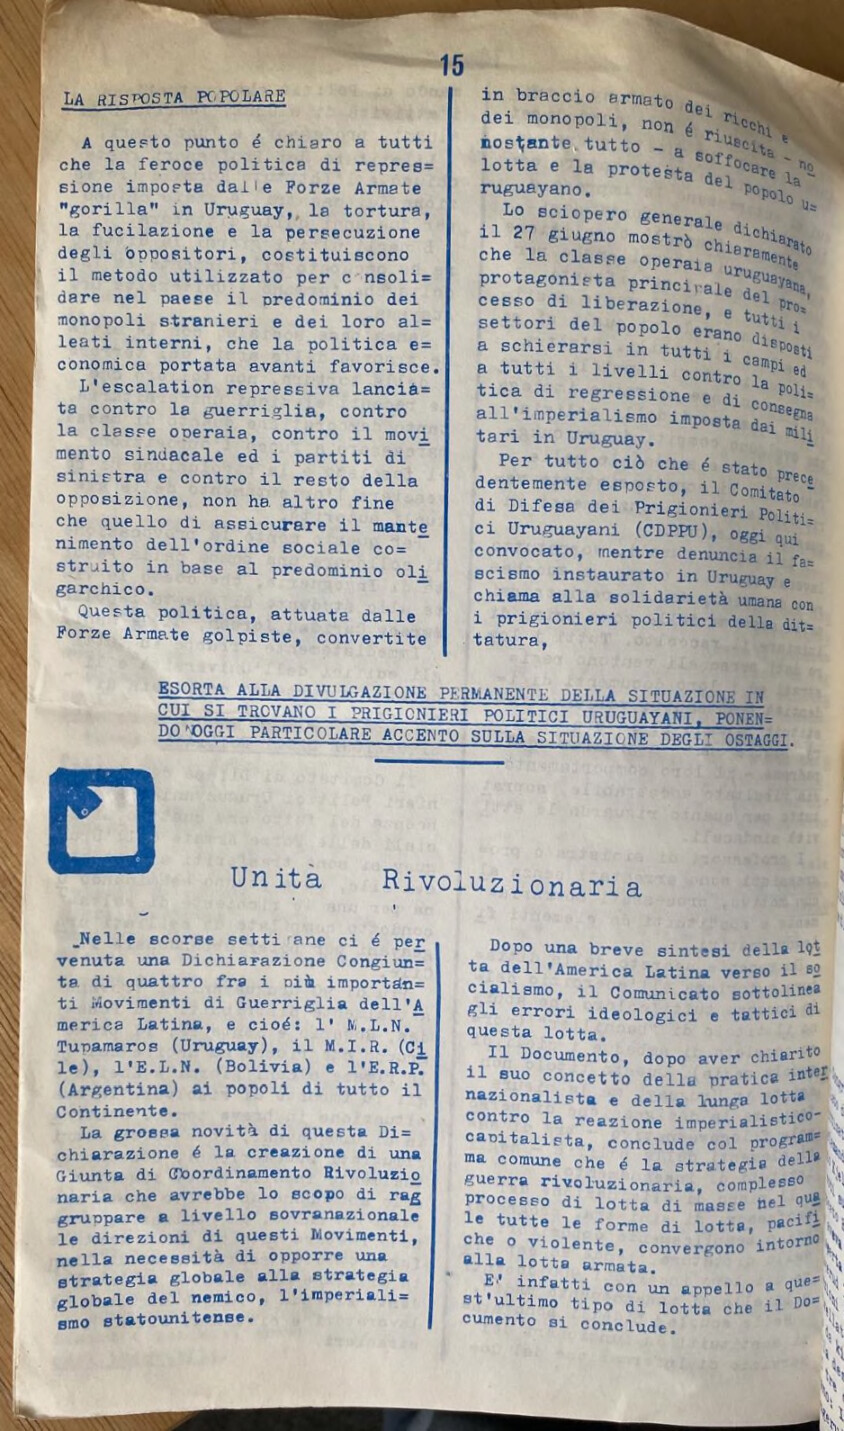 15
LA RISPOSTA POPOLARE
A questo punto é chiaro a tutti
che la feroce politica di repres=
sione imposta dalle Forze Armate
"gorilla" in Uruguay, la tortura,
la fucilazione e la persecuzione
degli oppositori, costituiscono
il metodo utilizzato per c nsoli=
dare nel paese il predominio dei
monopoli stranieri e dei loro al=
leati interni, che la politica e=
conomica portata avanti favorisce.
L'escalation repressiva lancia=
ta contro la guerriglia, contro
la classe operaia, contro il movi
mento sindacale ed i partiti di
sinistra e contro il resto della
opposizione, non ha altro fine
che quello di assicurare il mante
nimento dell'ordine sociale co=
struito in base al predominio oli
garchico.
Questa politica, attuata dalle
Forze Armate golpiste, convertite
in braccio armato dei ricchi e
dei monopoli, non é riuscita - no
nostante tutto - a soffocare la
lotta e la protesta del popolo u=
ruguayano.
Lo sciopero generale dichiarato
il 27 giugno mostrò chiaramente
che la classe operaia uruguayana,
protagonista principale del pro=
cesso di liberazione, e tutti i
settori del popolo erano disposti
a schierarsi in tutti i campi ed
a tutti i livelli contro la poli=
tica di regressione e di consegna
all'imperialismo imposta dai mili
tari in Uruguay.
Per tutto ciò che é stato prece
dentemente esposto, il Comitato
di Difesa dei Prigionieri Politi=
ci Uruguayani (CDPPU), oggi qui
convocato, mentre denuncia il fa=
scismo instaurato in Uruguay e
chiama alla solidarietà umana con
i prigionieri politici della dit=
tatura,
ESORTA ALLA DIVULGAZIONE PERMANENTE DELLA SITUAZIONE IN
CUI SI TROVANO I PRIGIONIERI POLITICI URUGUAYANI, PONEN=
DO OGGI PARTICOLARE ACCENTO SULLA SITUAZIONE DEGLI OSTAGGI.
Unità Rivoluzionaria
Nelle scorse setti ane ci é per
venuta una Dichiarazione Congiun=
ta di quattro fra i più importan=
ti Movimenti di Guerriglia dell'A
merica Latina, e cioé: l' M.L.N.
Tupamaros (Uruguay), il M.I.R. (Ci
le), l'E.L.N. (Bolivia) e l'E.R.P.
(Argentina) ai popoli di tutto il
Continente.
La grossa novità di questa Di=
chiarazione é la creazione di una
Giunta di Coordinamento Rivoluzio
naria che avrebbe lo scopo di rag
gruppare a livello sovranazionale
le direzioni di questi Movimenti,
nella necessità di opporre una
strategia globale alla strategia
globale del nemico, l'imperiali=
smo statounitense.
Dopo una breve sintesi della lot
ta dell'America Latina verso il so
cialismo, il Comunicato sottolinea
gli errori ideologici e tattici di
questa lotta.
Il Documento, dopo aver chiarito
il suo concetto della pratica inter
nazionalista e della lunga lotta
contro la reazione imperialistico-
capitalista, conclude col program=
ma comune che é la strategia della
guerra rivoluzionaria, complesso
processo di lotta di masse nel qua
le tutte le forme di lotta, pacifi
che o violente, convergono intorno
alla lotta armata.
E' infatti con un appello a que=
st'ultimo tipo di lotta che il Do=
cumento si conclude.